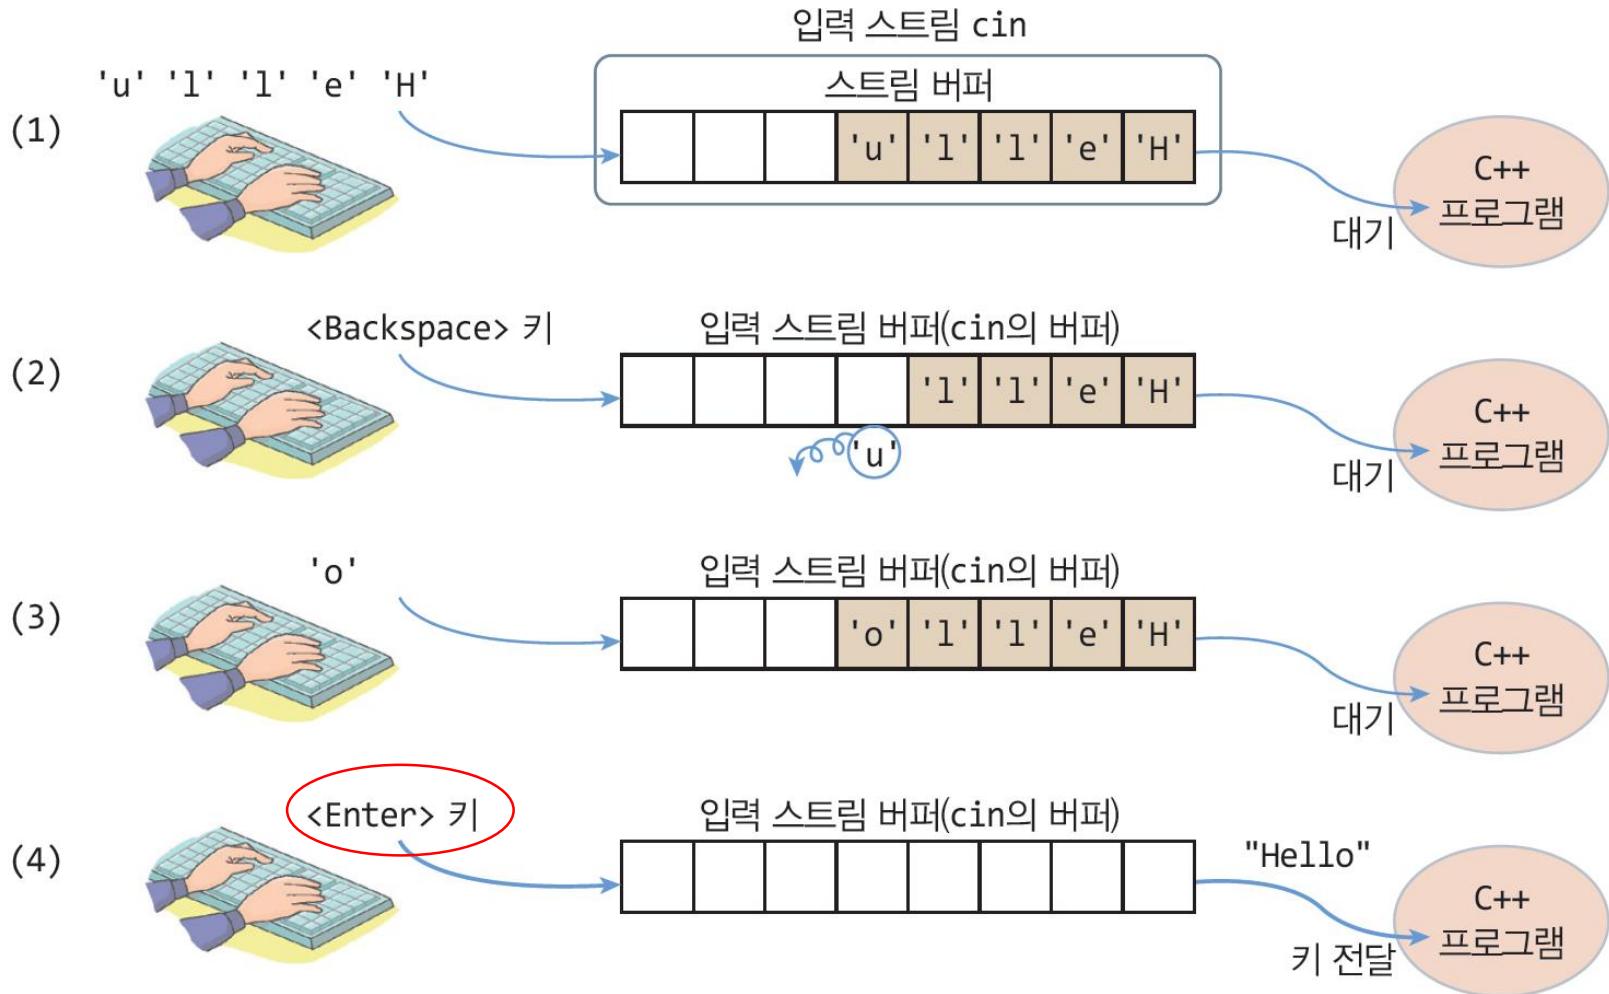 입력 스트림 cin
'u' 'l' 'l' 'e' 'H'
스트림 버퍼
(1)
'u' 'l' 'l' 'e' 'H'
대기
C++
프로그램
<Backspace> 키
입력 스트림 버퍼(cin의 버퍼)
(2)
'l' 'l' 'e' 'H'
'u'
대기
C++
프로그램
'o'
입력 스트림 버퍼(cin의 버퍼)
(3)
'o' 'l' 'l' 'e' 'H'
대기
C++
프로그램
<Enter> 키
입력 스트림 버퍼(cin의 버퍼)
(4)
"Hello"
키 전달
C++
프로그램